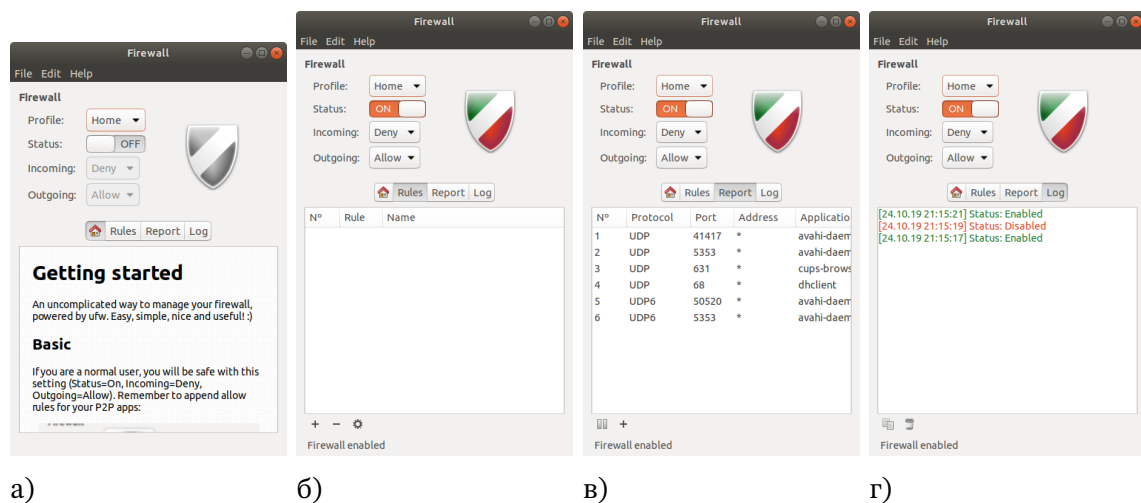 Firewall
File Edit Help
Firewall
Profile: Home
Status: OFF
Incoming: Deny
Outgoing: Allow
Rules Report Log
Getting started
An uncomplicated way to manage your firewall,
powered by ufw. Easy, simple, nice and useful! :)
Basic
If you are a normal user, you will be safe with this
setting (Status=On, Incoming=Deny,
Outgoing=Allow). Remember to append allow
rules for your P2P apps:
а)
Firewall
File Edit Help
Firewall
Profile: Home
Status: ON
Incoming: Deny
Outgoing: Allow
Rules Report Log
Nº Rule Name
Firewall enabled
б)
Firewall
File Edit Help
Firewall
Profile: Home
Status: ON
Incoming: Deny
Outgoing: Allow
Rules Report Log
Nº Protocol Port Address Applicatio
1 UDP 41417 * avahi-daem
2 UDP 5353 * avahi-daem
3 UDP 631 * cups-brows
4 UDP 68 * dhclient
5 UDP6 50520 * avahi-daem
6 UDP6 5353 * avahi-daem
Firewall enabled
в)
Firewall
File Edit Help
Firewall
Profile: Home
Status: ON
Incoming: Deny
Outgoing: Allow
Rules Report Log
[24.10.19 21:15:21] Status: Enabled
[24.10.19 21:15:19] Status: Disabled
[24.10.19 21:15:17] Status: Enabled
Firewall enabled
г)